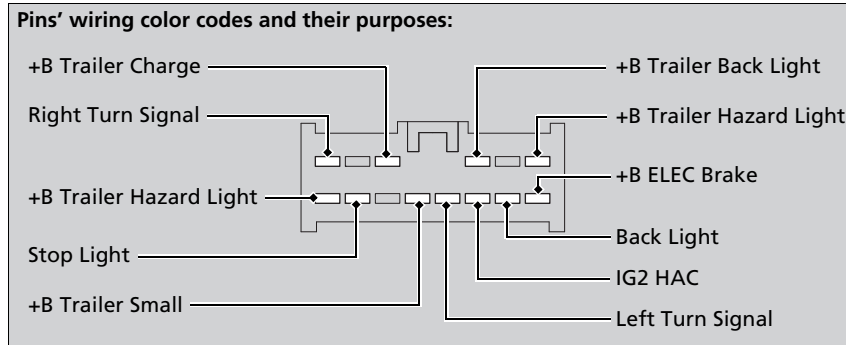 Pins’ wiring color codes and their purposes:
+B Trailer Charge
Right Turn Signal
+B Trailer Hazard Light
Stop Light
+B Trailer Small
+B Trailer Back Light
+B Trailer Hazard Light
+B ELEC Brake
Back Light
IG2 HAC
Left Turn Signal